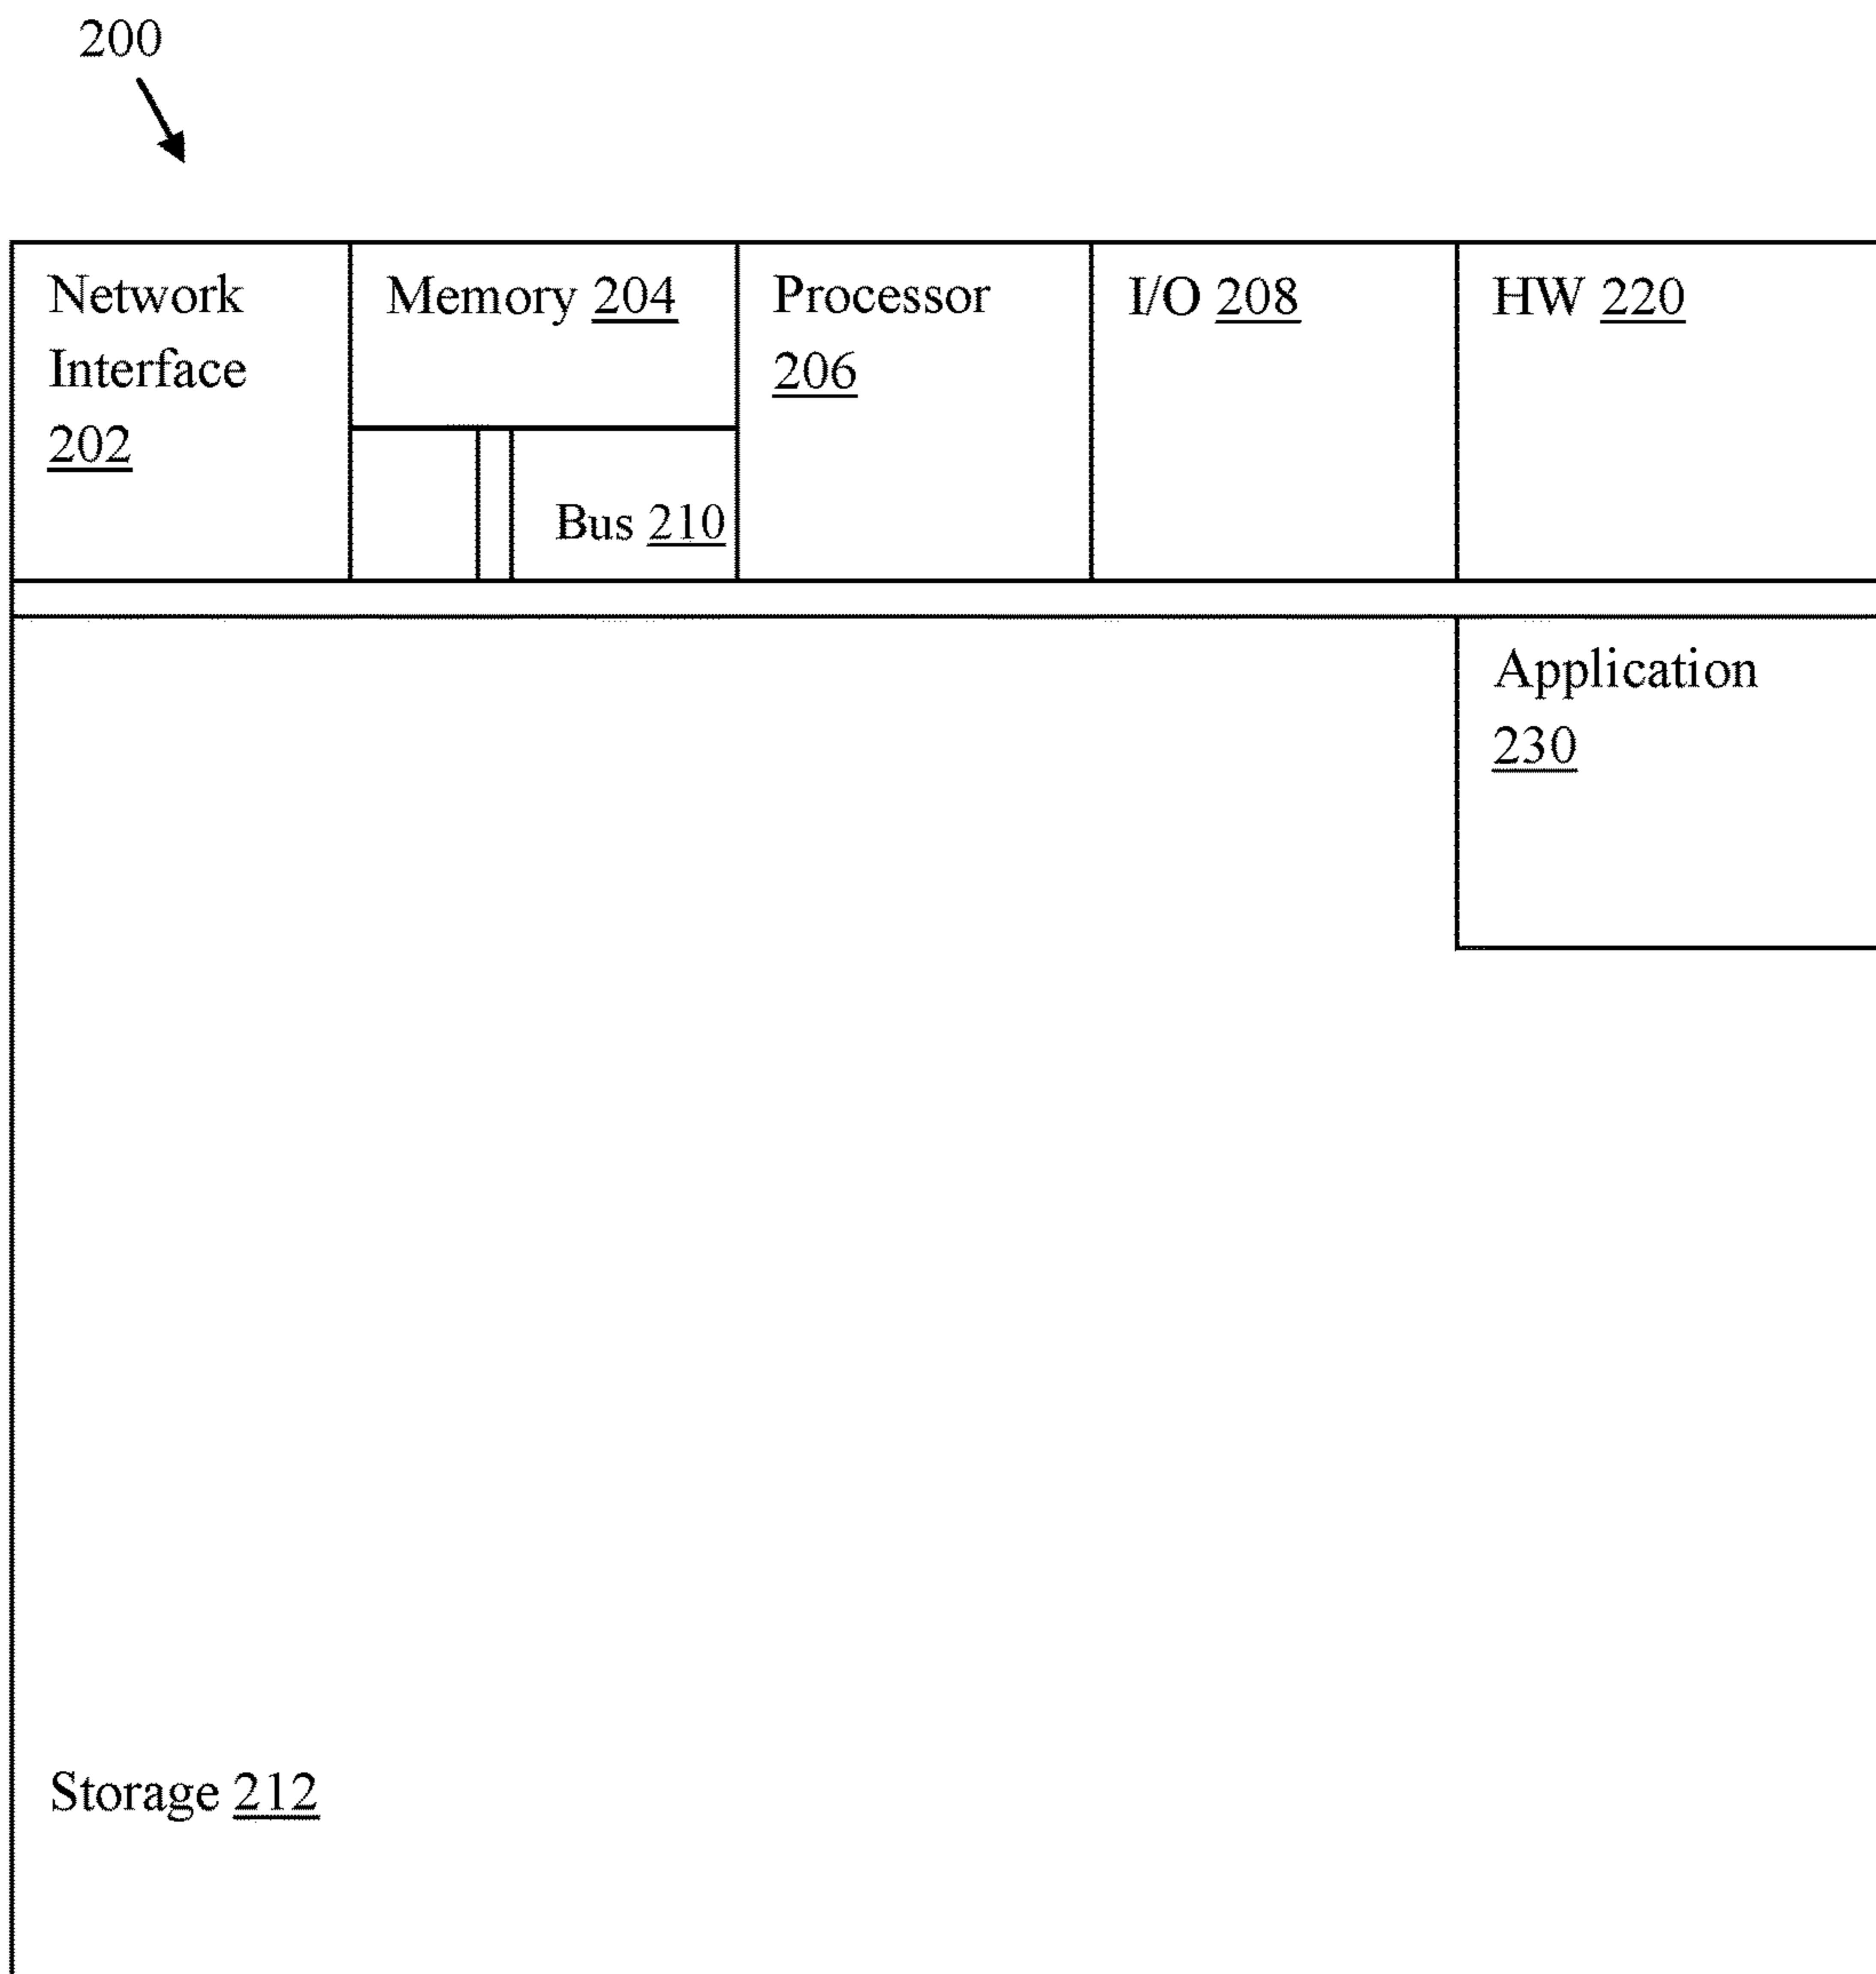 200
Network
Interface
202
Memory 204
Bus 210
Processor
206
I/O 208
HW 220
Application
230
Storage 212